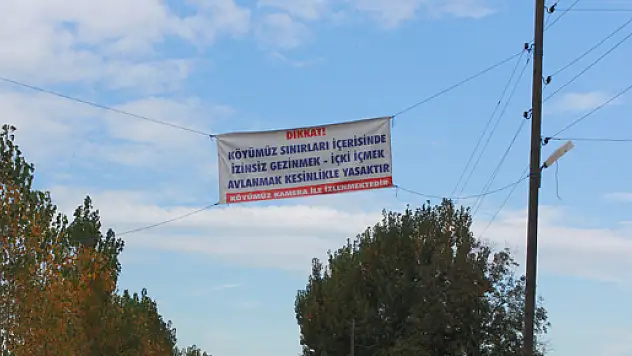 DİKKAT!
KÖYÜMÜZ SINIRLARI İÇERİSİNDE
İZİNSİZ GEZİNMEK - İÇKİ İÇMEK
AVLANMAK KESİNLİKLE YASAKTIR
KÖYÜMÜZ KAMERA İLE İZLENMEKTEDİR